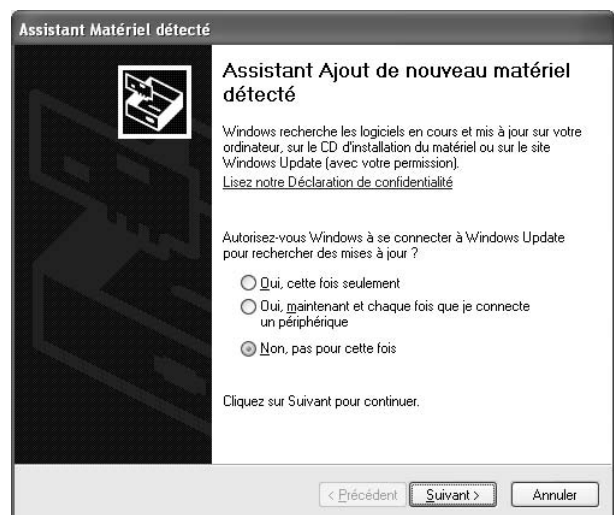 Assistant Matériel détecté
Assistant Ajout de nouveau matériel
détecté
Windows recherche les logiciels en cours et mis à jour sur votre
ordinateur, sur le CD d'installation du matériel ou sur le site
Windows Update (avec votre permission).
Lisez notre Déclaration de confidentialité
Autorisez-vous Windows à se connecter à Windows Update
pour rechercher des mises à jour ?
Oui, cette fois seulement
Oui, maintenant et chaque fois que je connecte
un périphérique
Non, pas pour cette fois
Cliquez sur Suivant pour continuer.
< Précédent Suivant > Annuler